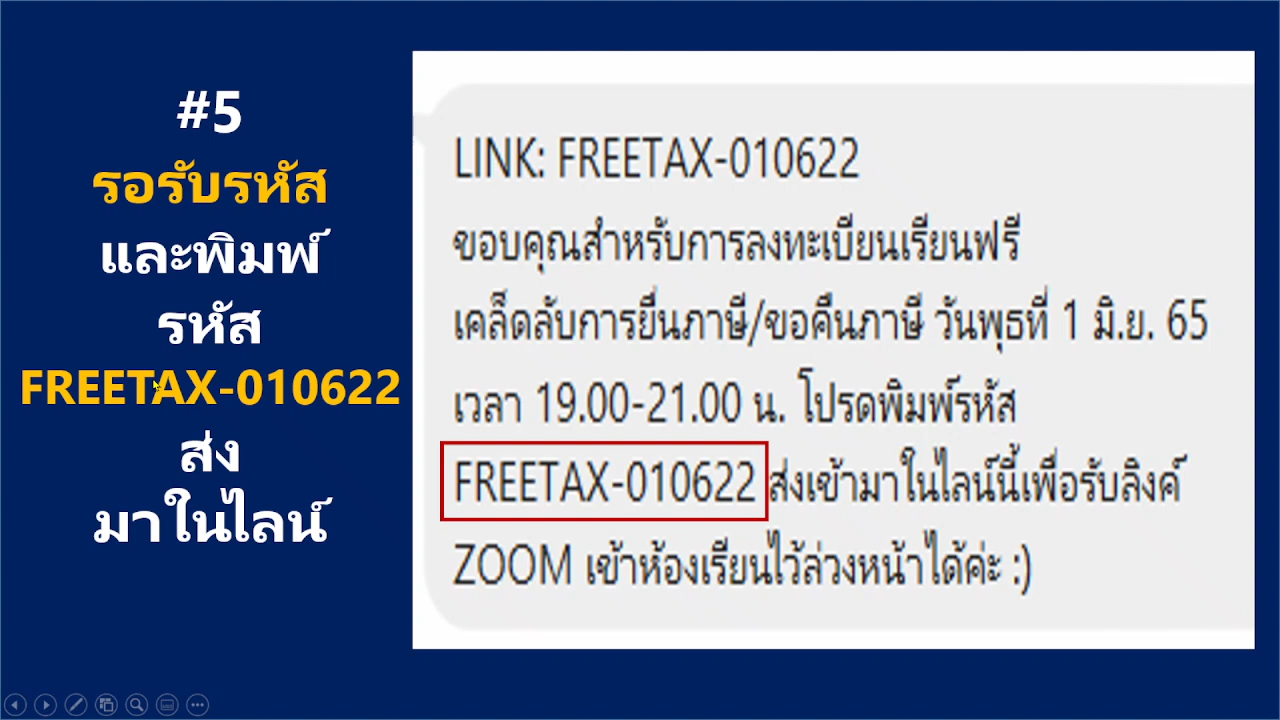 #5
รอรับรหัส
และพิมพ์
รหัส
FREETAX-010622
ส่ง
มาในไลน์
LINK: FREETAX-010622
ขอบคุณสำหรับการลงทะเบียนเรียนฟรี
เคล็ดลับการยื่นภาษี/ขอคืนภาษี วันพุธที่ 1 มิ.ย. 65
เวลา 19.00-21.00 น. โปรดพิมพ์รหัส
FREETAX-010622 ส่งเข้ามาในไลน์นี้เพื่อรับลิงค์
ZOOM เข้าห้องเรียนไว้ล่วงหน้าได้ค่ะ :)